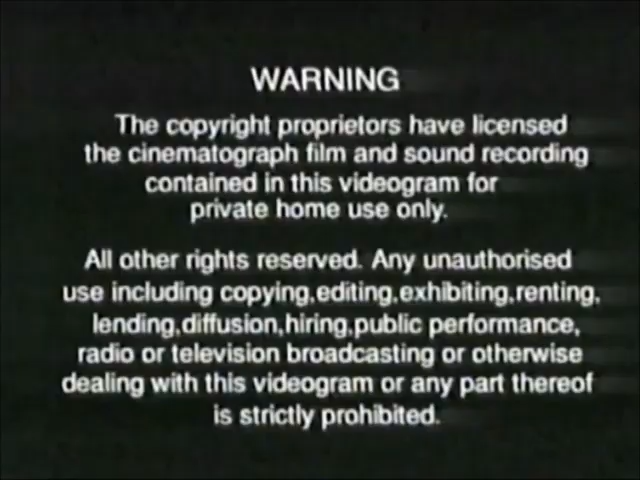 WARNING
The copyright proprietors have licensed
the cinematograph film and sound recording
contained in this videogram for
private home use only.
All other rights reserved. Any unauthorised
use including copying,editing,exhibiting,renting,
lending,diffusion,hiring,public performance,
radio or television broadcasting or otherwise
dealing with this videogram or any part thereof
is strictly prohibited.